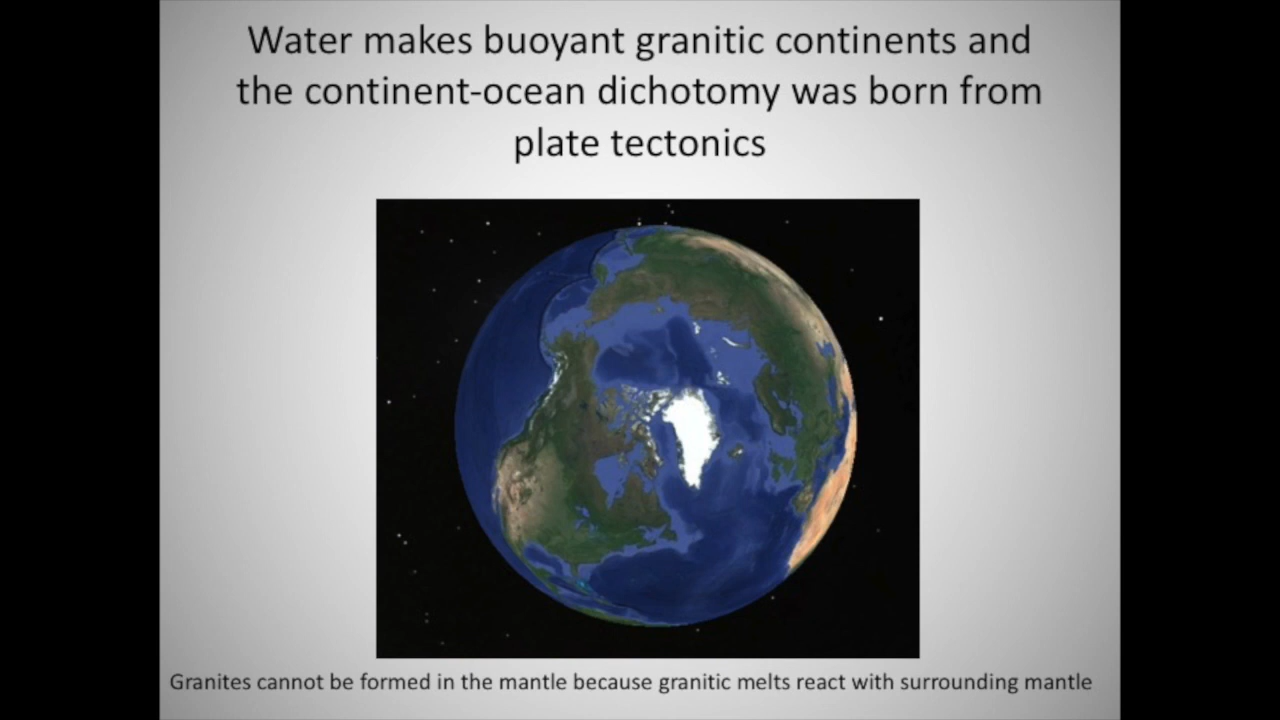 Water makes buoyant granitic continents and
the continent-ocean dichotomy was born from
plate tectonics
Granites cannot be formed in the mantle because granitic melts react with surrounding mantle